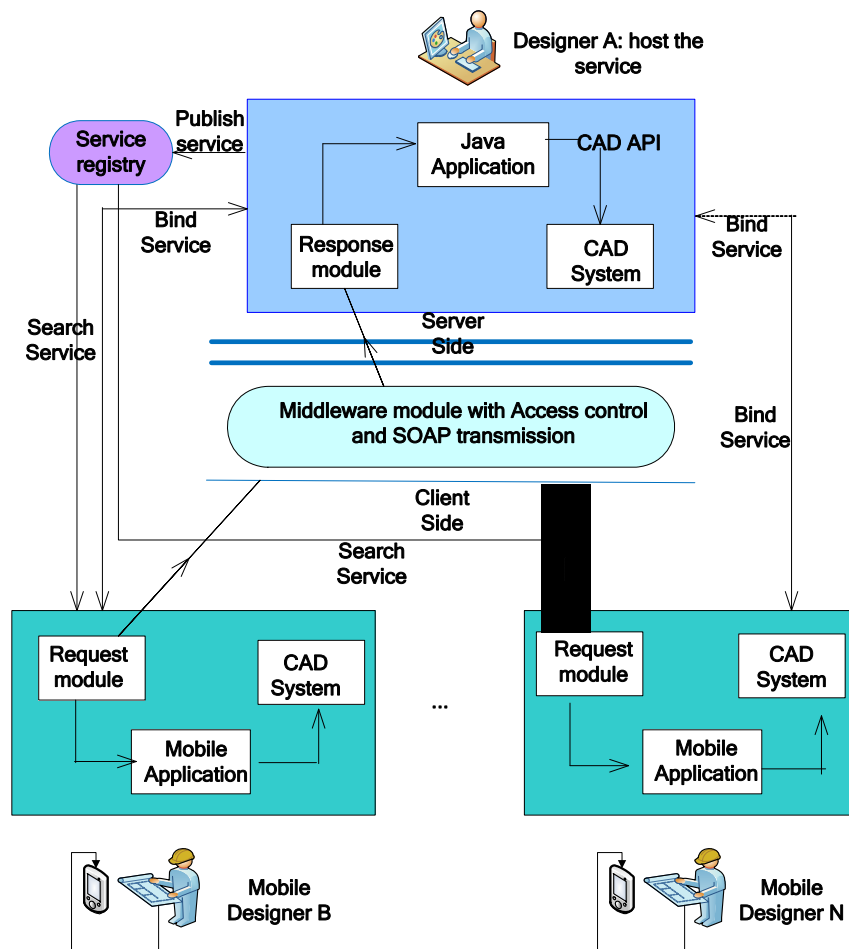 Designer A: host the
service
Publish
service
Service
registry
Java
Application
CAD API
Bind
Service
Response
module
CAD
System
Bind
Service
Search
Service
Server
Side
Middleware module with Access control
and SOAP transmission
Bind
Service
Client
Side
Search
Service
Request
module
CAD
System
Mobile
Application
...
Request
module
CAD
System
Mobile
Application
Mobile
Designer B
Mobile
Designer N